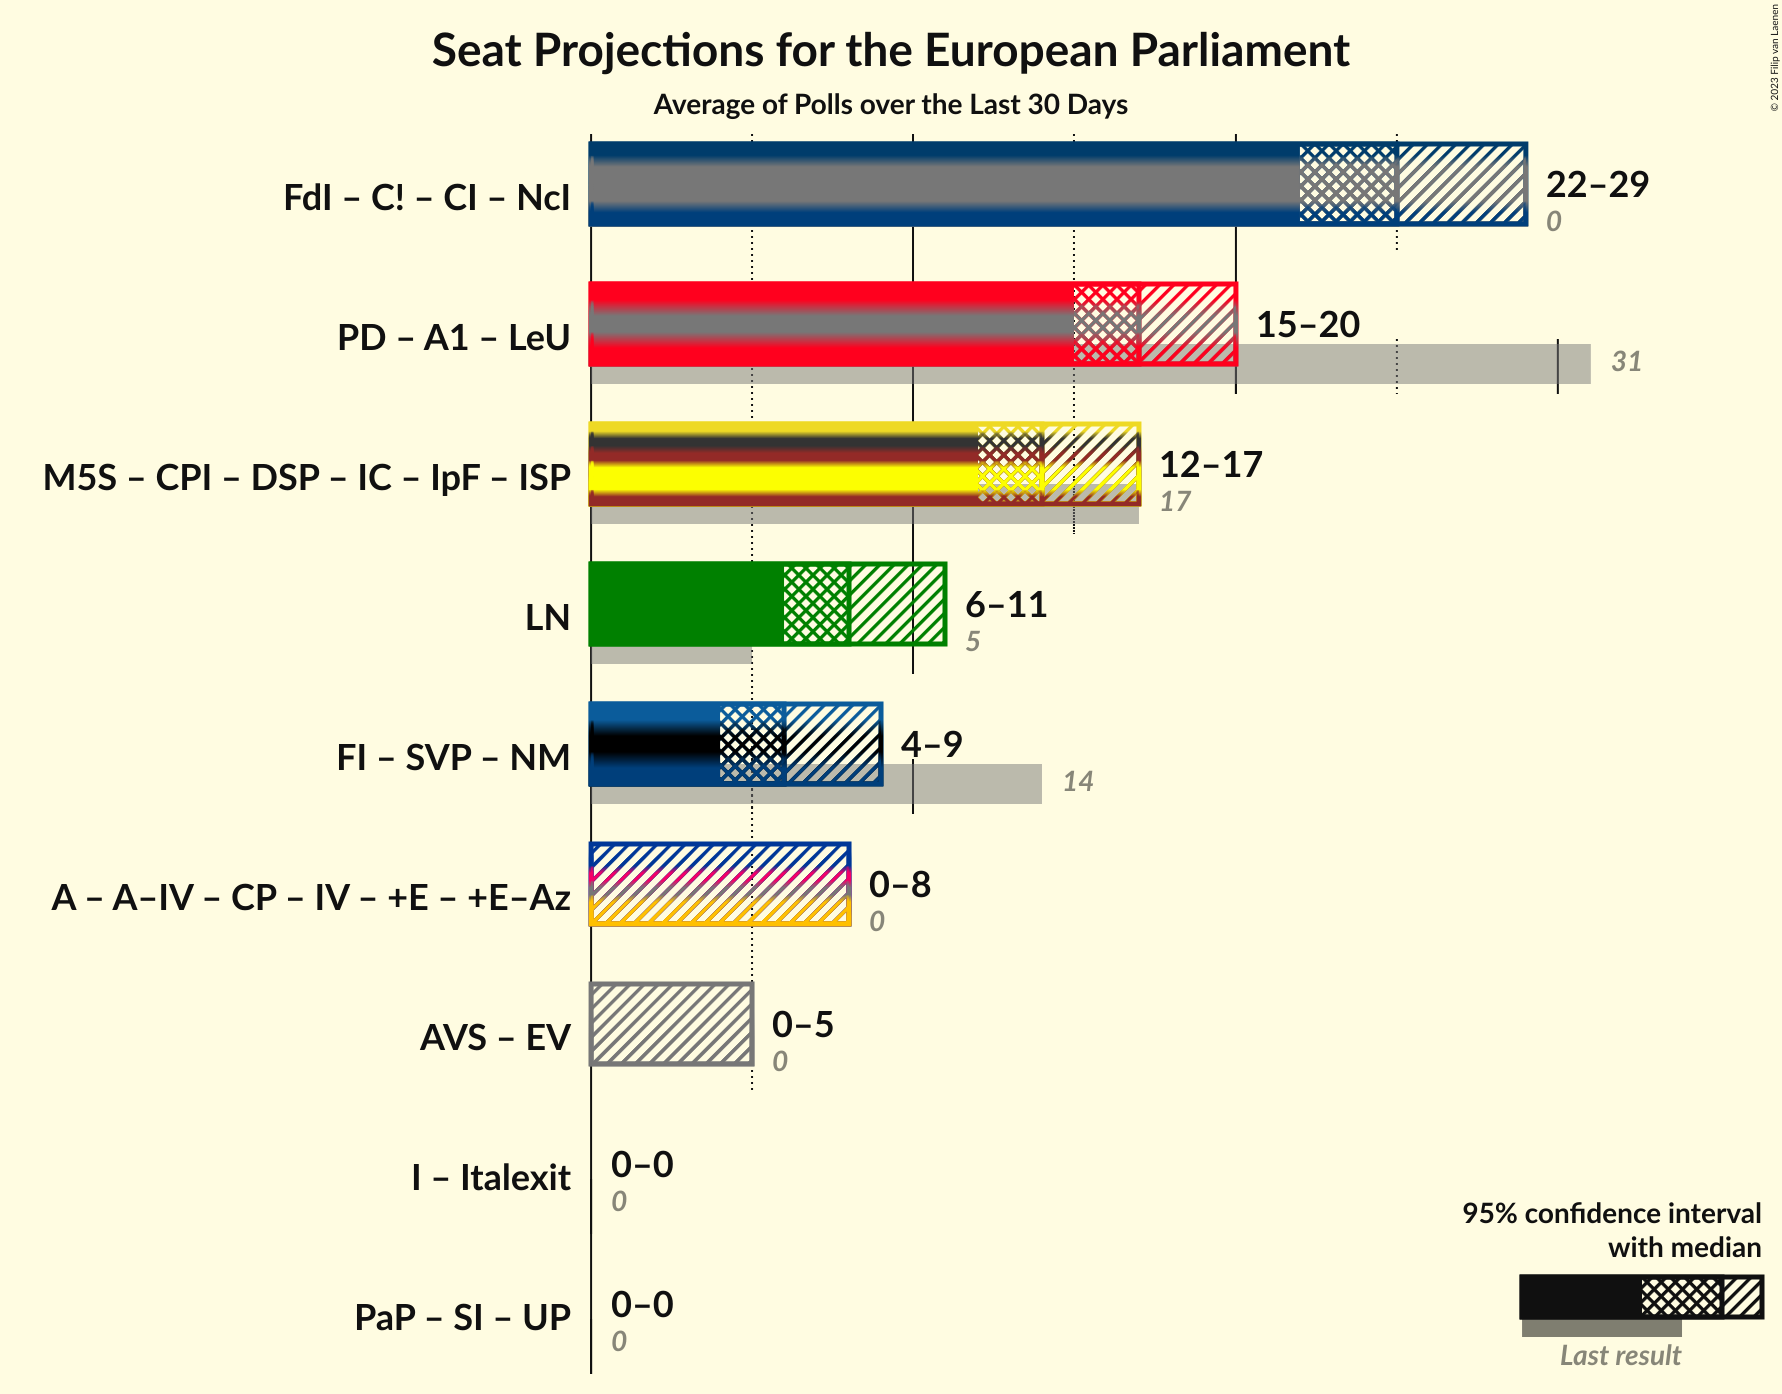 Seat Projections for the European Parliament
Average of Polls over the Last 30 Days
© 2023 Filip van Laenen
FdI – C! – CI – NcI
22–29
0
PD – A1 – LeU
15–20
31
M5S – CPI – DSP – IC – IpF – ISP
12–17
17
LN
6–11
5
FI – SVP – NM
4–9
14
A – A–IV – CP – IV – +E – +E–Az
0–8
0
AVS – EV
0–5
0
I – Italexit
0–0
0
PaP – SI – UP
0–0
0
95% confidence interval
with median
Last result